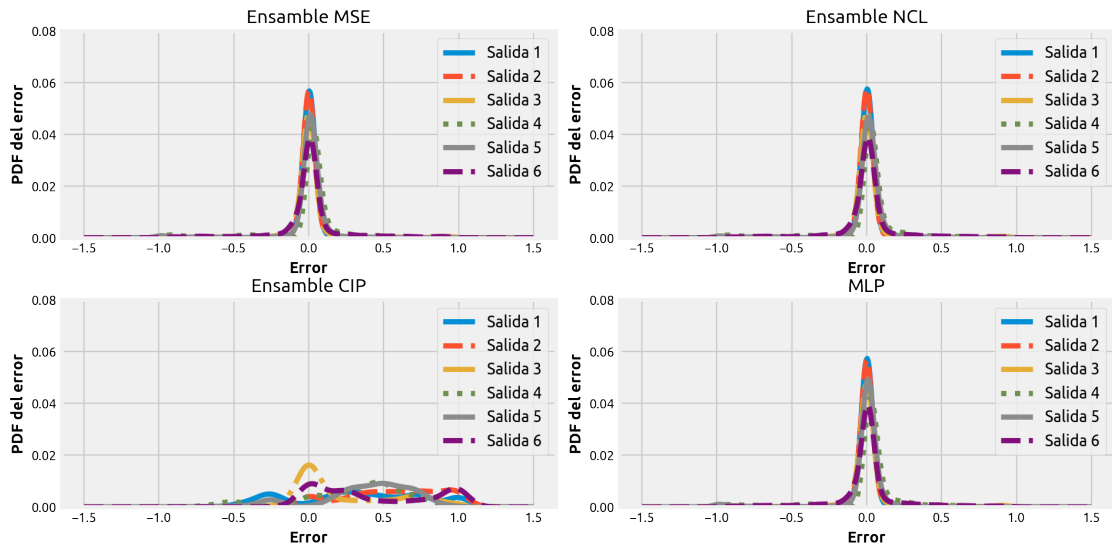 Ensamble MSE
0.08
0.06
0.04
0.02
0.00
PDF del error
Salida 1
Salida 2
Salida 3
Salida 4
Salida 5
Salida 6
−1.5 −1.0 −0.5 0.0 0.5 1.0 1.5
Error
Ensamble NCL
0.08
0.06
0.04
0.02
0.00
PDF del error
Salida 1
Salida 2
Salida 3
Salida 4
Salida 5
Salida 6
−1.5 −1.0 −0.5 0.0 0.5 1.0 1.5
Error
Ensamble CIP
0.08
0.06
0.04
0.02
0.00
PDF del error
Salida 1
Salida 2
Salida 3
Salida 4
Salida 5
Salida 6
−1.5 −1.0 −0.5 0.0 0.5 1.0 1.5
Error
MLP
0.08
0.06
0.04
0.02
0.00
PDF del error
Salida 1
Salida 2
Salida 3
Salida 4
Salida 5
Salida 6
−1.5 −1.0 −0.5 0.0 0.5 1.0 1.5
Error